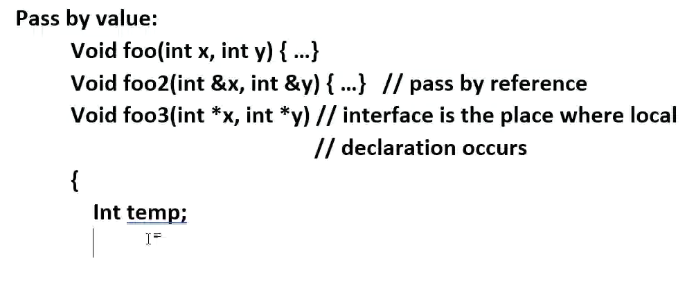 Pass by value:
Void foo(int x, int y) { ...}
Void foo2(int &x, int &y) { ...} // pass by reference
Void foo3(int *x, int *y) // interface is the place where local
// declaration occurs
{
Int temp;